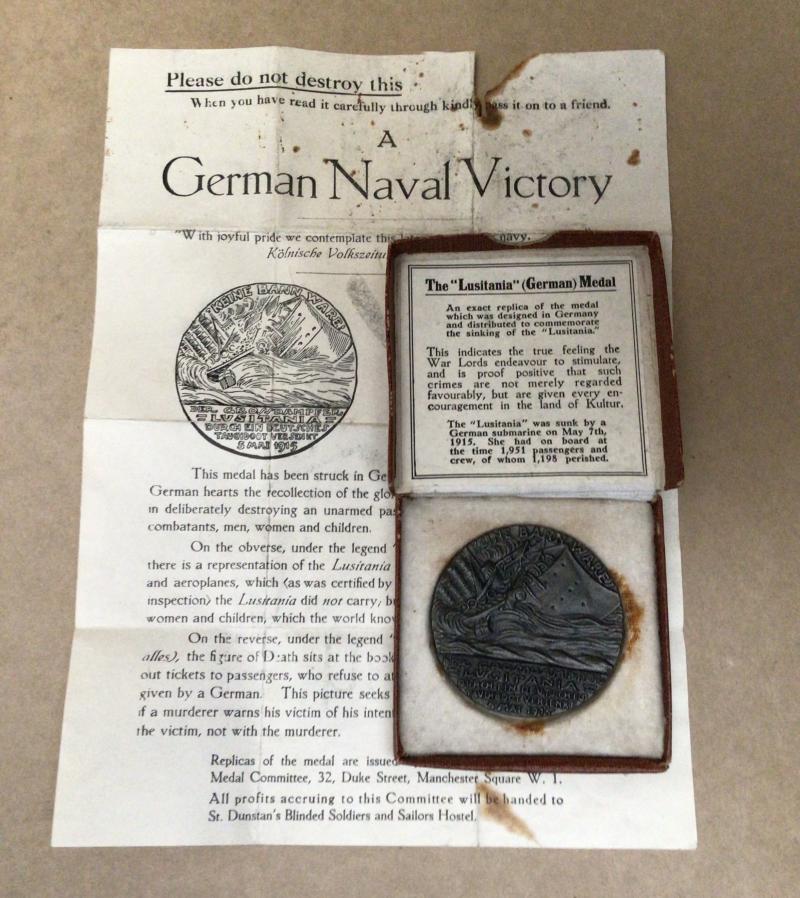 Please do not destroy this
When you have read it carefully through kindly pass it on to a friend.
A
German Naval Victory
"With joyful pride we contemplate this navy.
Kölnische Volkszeitu
KEINE BANN WARE!
DER GROSSDAMPFER
=LUSITANIA=
DURCH EIN DEUTSCHES
TAUCHBOOT VERSENKT
5 MAI 1915
This medal has been struck in Ge
German hearts the recollection of the glo
in deliberately destroying an unarmed pa
combatants, men, women and children.
On the obverse, under the legend "
there is a representation of the Lusitania
and aeroplanes, which (as was certified by
inspection) the Lusitania did not carry, b
women and children, which the world kno
On the reverse, under the legend "
alles), the figure of Death sits at the book
out tickets to passengers, who refuse to at
given by a German. This picture seeks
if a murderer warns his victim of his inten
the victim, not with the murderer.
Replicas of the medal are issued
Medal Committee, 32, Duke Street, Manchester Square W. 1.
All profits accruing to this Committee will be handed to
St. Dunstan's Blinded Soldiers and Sailors Hostel.
The "Lusitania" (German) Medal
An exact replica of the medal
which was designed in Germany
and distributed to commemorate
the sinking of the "Lusitania."
This indicates the true feeling the
War Lords endeavour to stimulate,
and is proof positive that such
crimes are not merely regarded
favourably, but are given every en-
couragement in the land of Kultur.
The "Lusitania" was sunk by a
German submarine on May 7th,
1915. She had on board at
the time 1,951 passengers and
crew, of whom 1,198 perished.
KEINE BANN WARE!
DER GROSSDAMPFER
LUSITANIA
DURCH EIN DEUTSCHES
TAUCHBOOT VERSENKT
5 MAI 1915